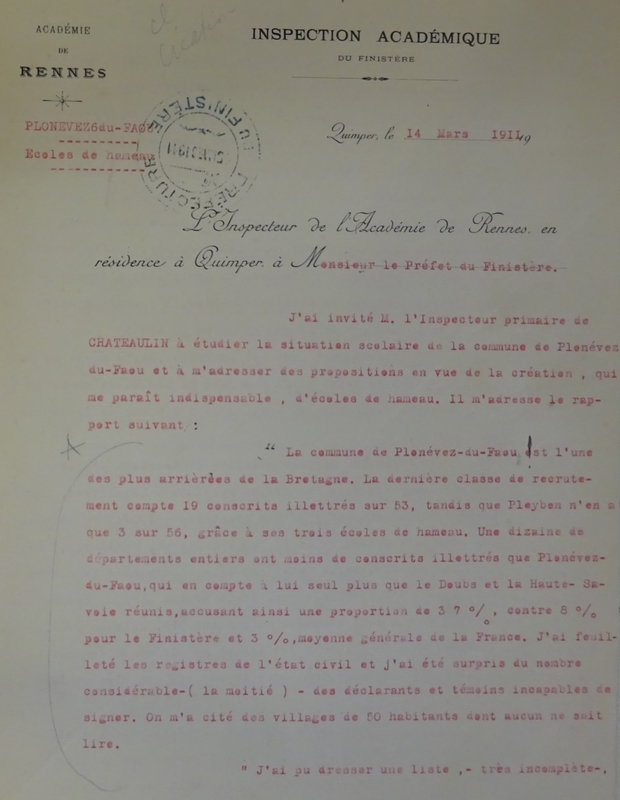 ACADÉMIE
DE
RENNES
INSPECTION ACADÉMIQUE
DU FINISTÈRE
PLONEVEZ6du-FAOU
Ecoles de hameau
PREFECTURE DU FINISTÈRE
Quimper, le 14 Mars 1911,9
L'Inspecteur de l'Académie de Rennes, en
résidence à Quimper, à Monsieur le Préfet du Finistère.
J'ai invité M. l'Inspecteur primaire de
CHATEAULIN à étudier la situation scolaire de la commune de Plonévez
du-Faou et à m'adresser des propositions en vue de la création , qui
me paraît indispensable , d'écoles de hameau. Il m'adresse le rap-
port suivant :
" La commune de Plonévez-du-Faou est l'une
des plus arriérées de la Bretagne. La dernière classe de recrute-
ment compte 19 conscrits illettrés sur 53, tandis que Pleyben n'en a
que 3 sur 56, grâce à ses trois écoles de hameau. Une dizaine de
départements entiers ont moins de conscrits illettrés que Plonévez-
du-Faou,qui en compte à lui seul plus que le Doubs et la Haute- Sa-
voie réunis,accusant ainsi une proportion de 3 7 %, contre 8 %
pour le Finistère et 3 %,moyenne générale de la France. J'ai feuil-
leté les registres de l'état civil et j'ai été surpris du nombre
considérable-( la moitié ) - des déclarants et témoins incapables de
signer. On m'a cité des villages de 50 habitants dont aucun ne sait
lire.
" J'ai pu dresser une liste ,- très incomplète-,